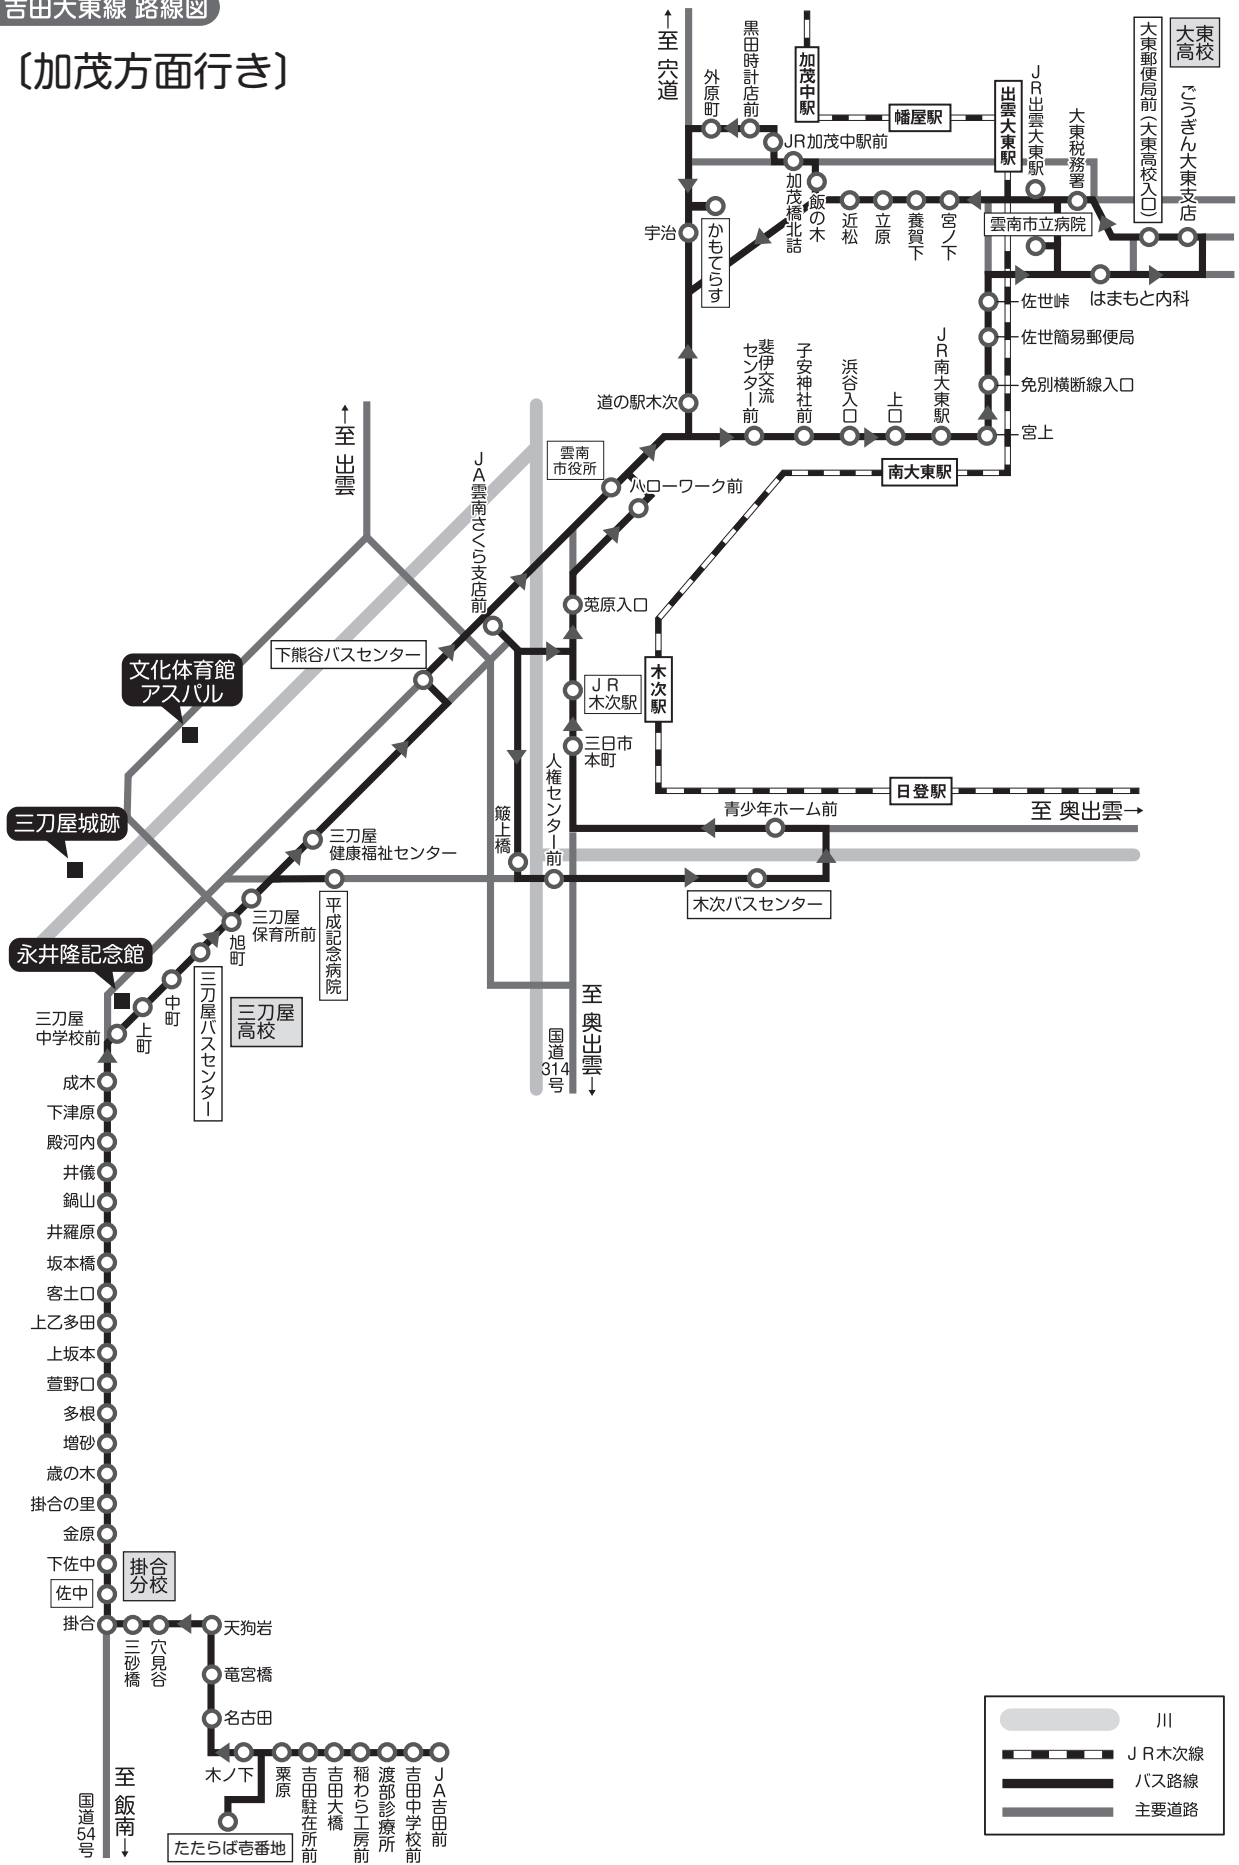 吉田大東線 路線図
〔加茂方面行き〕
←至 宍道
黒田時計店前
外原町
加茂中駅
幡屋駅
出雲大東駅
JR出雲大東駅
大東税務署
大東郵便局前(大東高校入口)
大東
高校
ごうぎん大東支店
JR加茂中駅前
加茂橋北詰
飯の木
近松
立原
養賀下
宮ノ下
雲南市立病院
宇治
かもてらす
はまもと内科
佐世峠
佐世簡易郵便局
免別横断線入口
宮上
道の駅木次
斐伊交流
センター前
子安神社前
浜谷入口
上口
JR南大東駅
南大東駅
←至 出雲
雲南
市役所
ハローワーク前
JA雲南さくら支店前
莵原入口
下熊谷バスセンター
JR
木次駅
木次駅
三日市
本町
文化体育館
アスパル
日登駅
至 奥出雲→
青少年ホーム前
人権センター前
簸上橋
三刀屋城跡
三刀屋
健康福祉センター
木次バスセンター
三刀屋
保育所前
平成記念病院
旭町
永井隆記念館
三刀屋バスセンター
三刀屋
高校
中町
上町
三刀屋
中学校前
国道314号
至 奥出雲→
成木
下津原
殿河内
井儀
鍋山
井羅原
坂本橋
客土口
上乙多田
上坂本
萱野口
多根
増砂
歳の木
掛合の里
金原
下佐中
掛合
分校
佐中
掛合
三砂橋
穴見谷
天狗岩
竜宮橋
名古田
木ノ下
栗原
吉田駐在所前
吉田大橋
稲わら工房前
渡部診療所
吉田中学校前
JA吉田前
たたらば壱番地
国道54号
至 飯南→
川
JR木次線
バス路線
主要道路